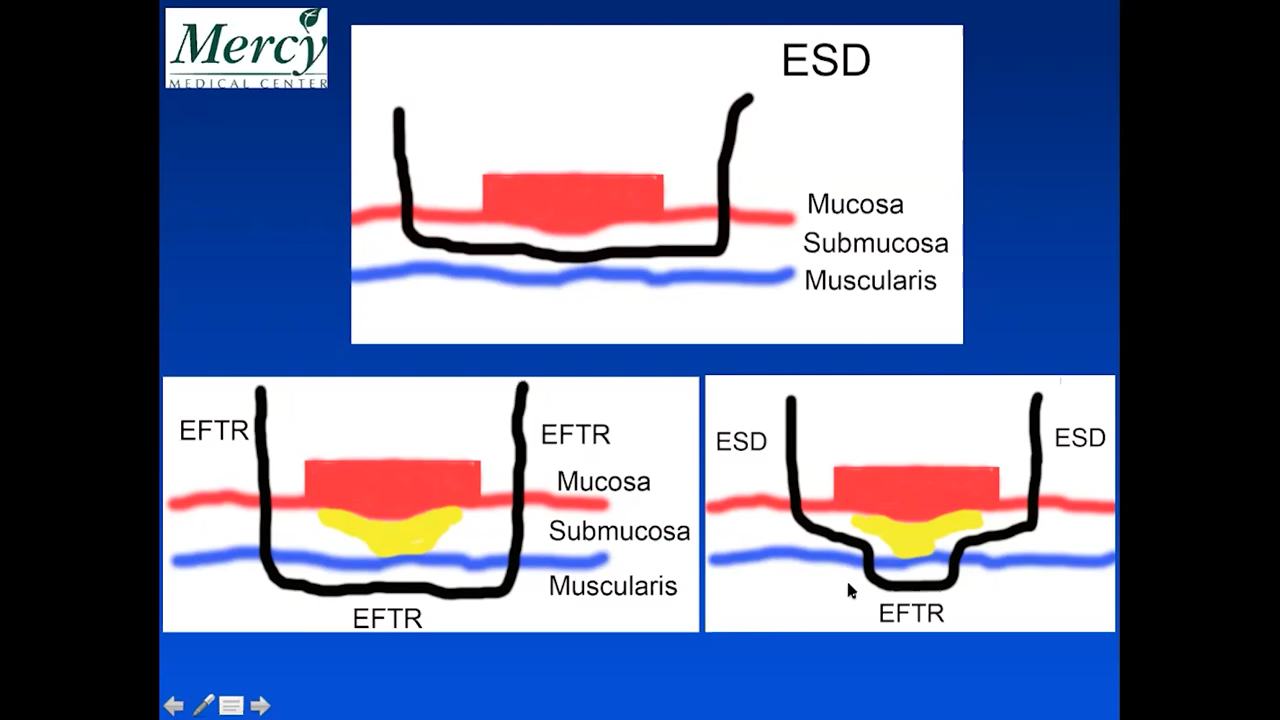 Mercy
MEDICAL CENTER
ESD
Mucosa
Submucosa
Muscularis
EFTR
EFTR
Mucosa
Submucosa
Muscularis
EFTR
ESD
ESD
EFTR